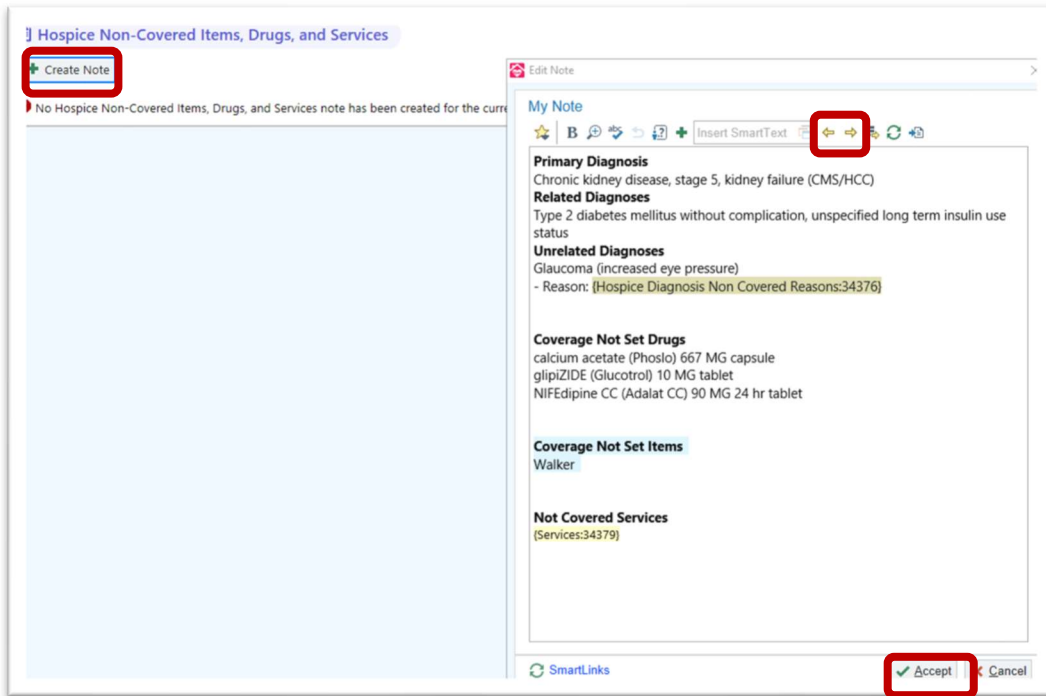 Hospice Non-Covered Items, Drugs, and Services
Create Note
No Hospice Non-Covered Items, Drugs, and Services note has been created for the curre
Edit Note
My Note
B
abc
Insert SmartText
Primary Diagnosis
Chronic kidney disease, stage 5, kidney failure (CMS/HCC)
Related Diagnoses
Type 2 diabetes mellitus without complication, unspecified long term insulin use
status
Unrelated Diagnoses
Glaucoma (increased eye pressure)
- Reason: {Hospice Diagnosis Non Covered Reasons:34376}
Coverage Not Set Drugs
calcium acetate (Phoslo) 667 MG capsule
glipiZIDE (Glucotrol) 10 MG tablet
NIFEdipine CC (Adalat CC) 90 MG 24 hr tablet
Coverage Not Set Items
Walker
Not Covered Services
{Services:34379}
SmartLinks
Accept
Cancel